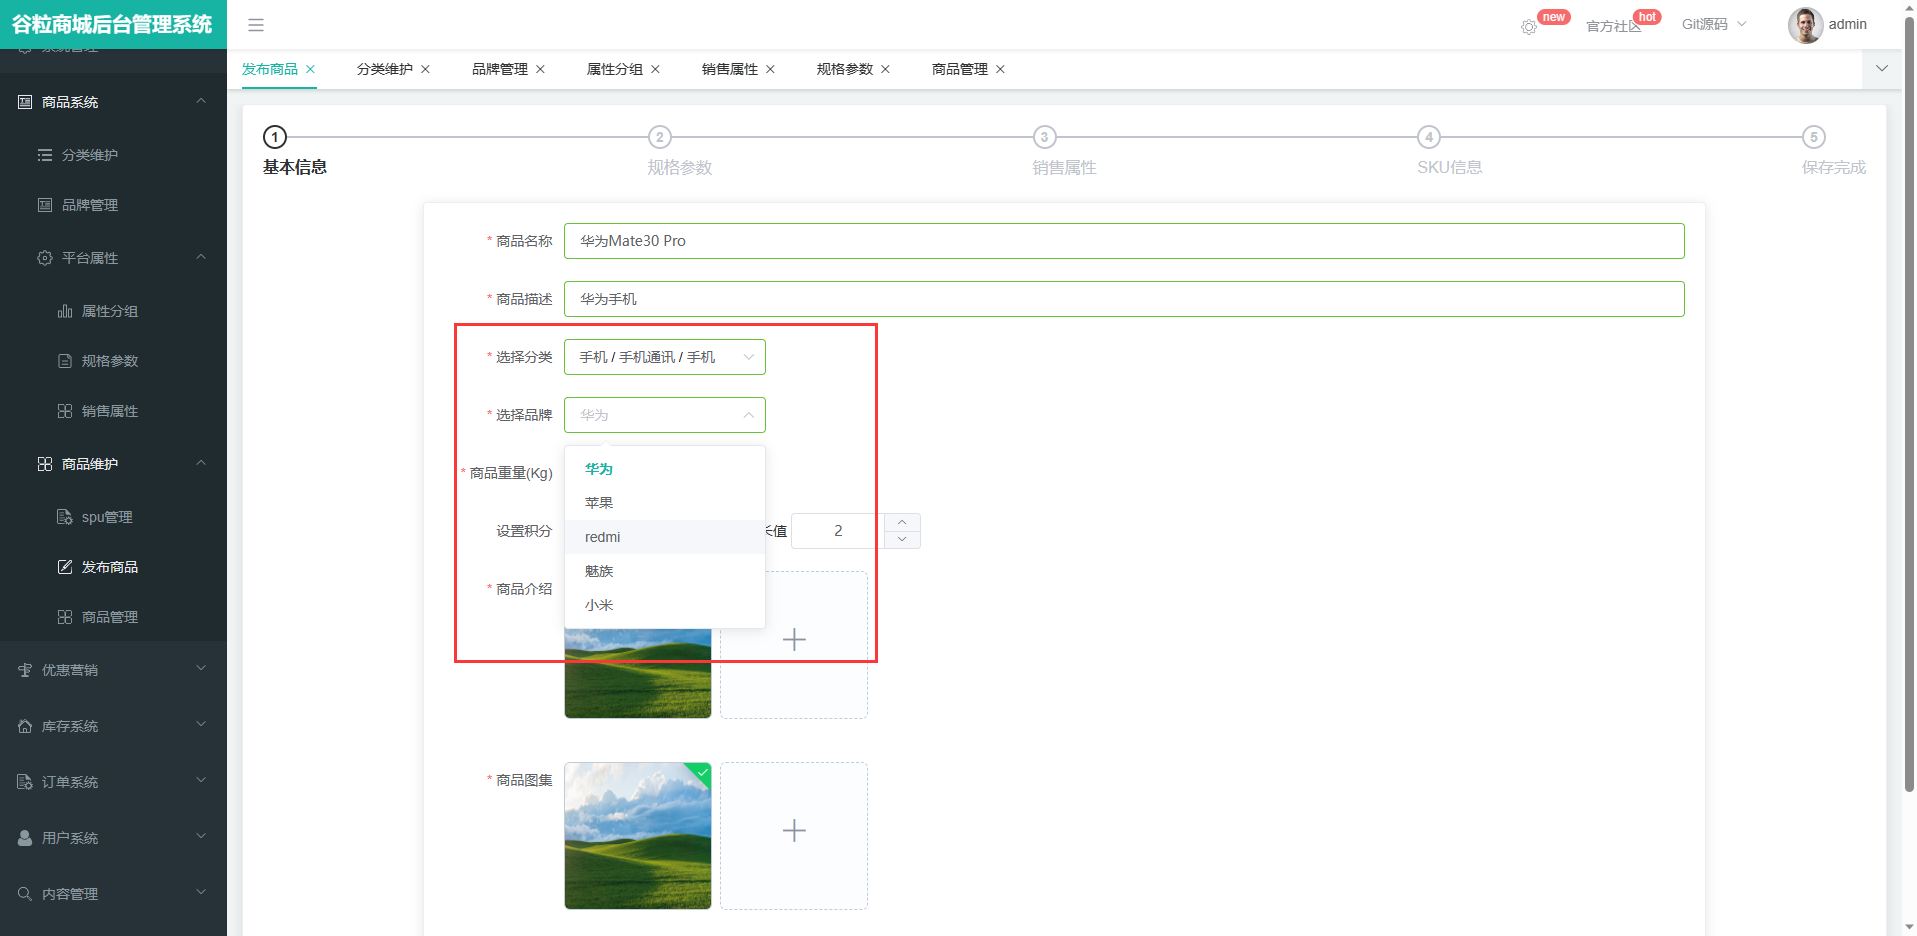 谷粒商城后台管理系统
new
官方社区
hot
Git源码
admin
系统管理
发布商品
分类维护
品牌管理
属性分组
销售属性
规格参数
商品管理
商品系统
分类维护
品牌管理
平台属性
属性分组
规格参数
销售属性
商品维护
spu管理
发布商品
商品管理
优惠营销
库存系统
订单系统
用户系统
内容管理
1
2
3
4
5
基本信息
规格参数
销售属性
SKU信息
保存完成
* 商品名称
华为Mate30 Pro
* 商品描述
华为手机
* 选择分类
手机 / 手机通讯 / 手机
* 选择品牌
华为
华为
苹果
redmi
魅族
小米
* 商品重量(Kg)
设置积分
长值
2
* 商品介绍
* 商品图集